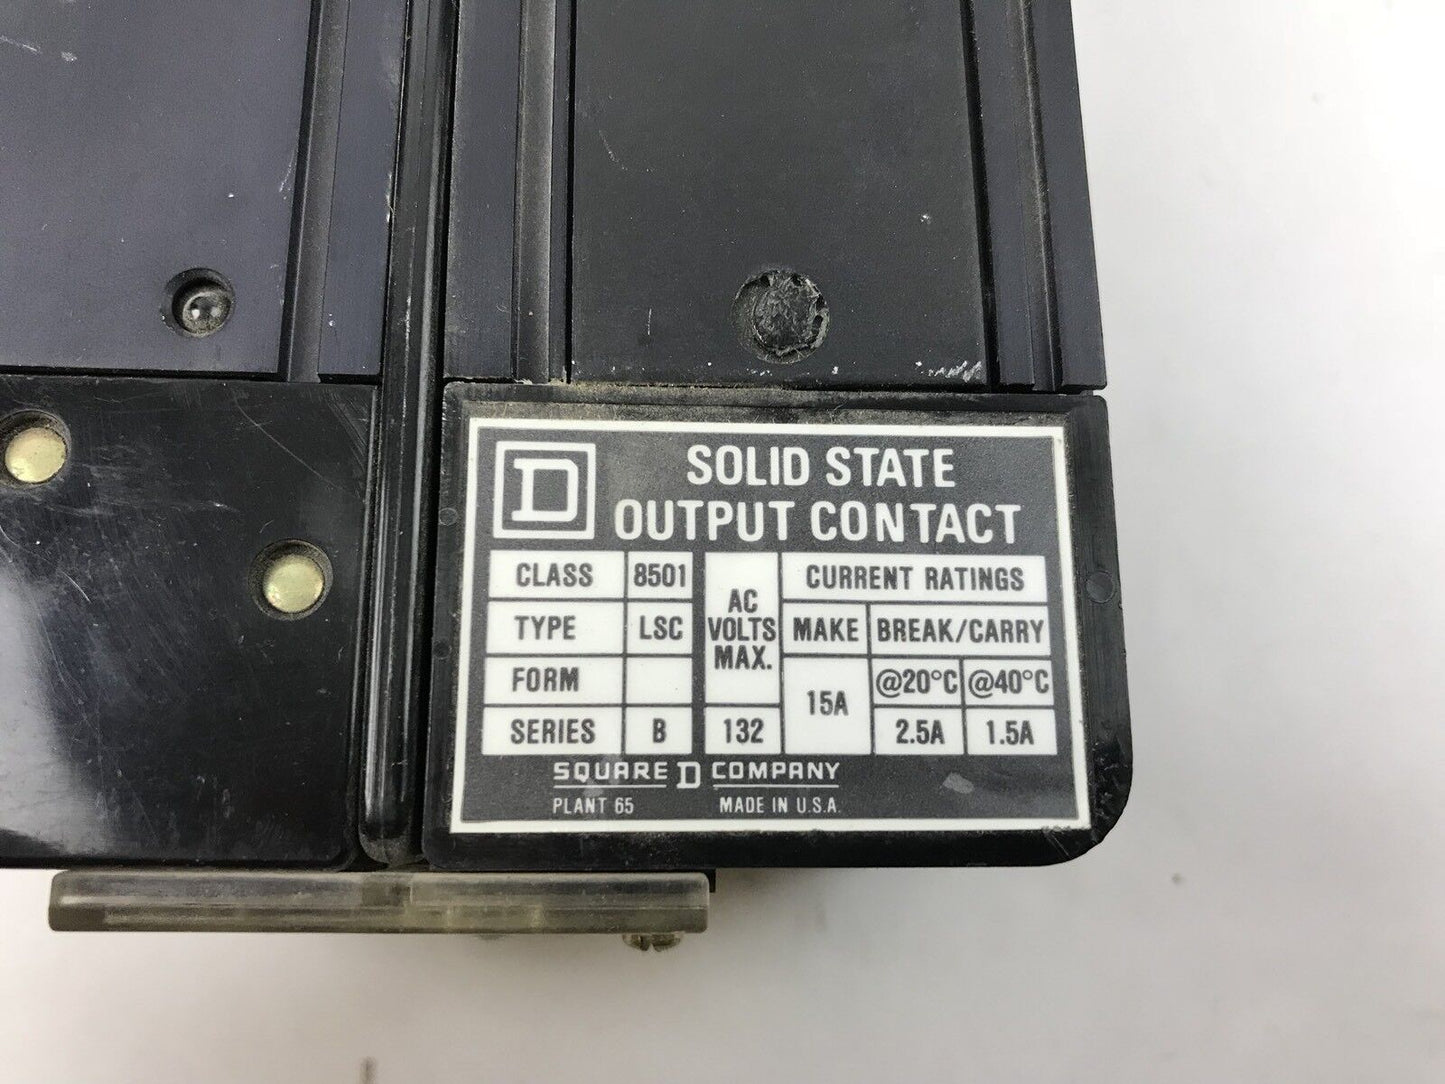 D
SOLID STATE
OUTPUT CONTACT
CLASS 8501
TYPE LSC
FORM
SERIES B
AC
VOLTS
MAX.
132
CURRENT RATINGS
MAKE BREAK/CARRY
15A
@20°C @40°C
2.5A 1.5A
SQUARE D COMPANY
PLANT 65 MADE IN U.S.A.